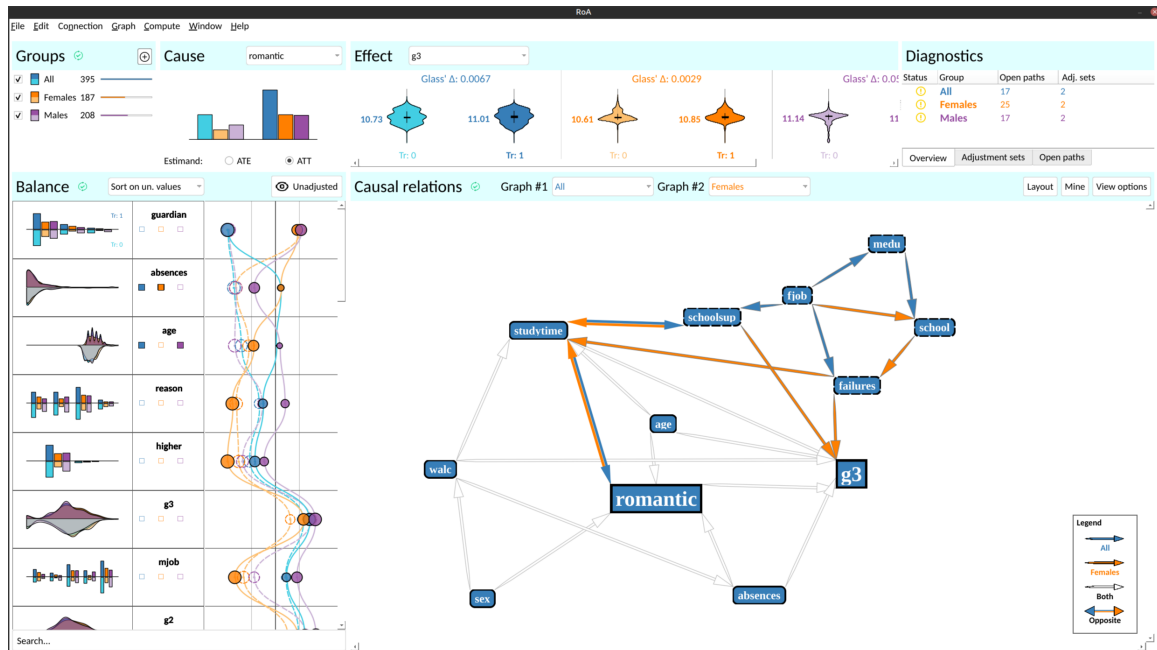 RoA
File Edit Connection Graph Compute Window Help
Groups
All 395
Females 187
Males 208
Cause romantic
Estimand: ATE ATT
Effect g3
Glass' Δ: 0.0067 Glass' Δ: 0.0029 Glass' Δ: 0.05
10.73 11.01 10.61 10.85 11.14 11
Tr: 0 Tr: 1 Tr: 0 Tr: 1 Tr: 0
Diagnostics
Status Group Open paths Adj. sets
All 17 2
Females 25 2
Males 17 2
Overview Adjustment sets Open paths
Balance Sort on un. values Unadjusted
Tr: 1 guardian
Tr: 0
absences
age
reason
higher
g3
mjob
g2
Search...
Causal relations Graph #1 All Graph #2 Females Layout Mine View options
medu
fjob
schoolsup
school
studytime
failures
age
walc
g3
romantic
absences
sex
Legend
All
Females
Both
Opposite